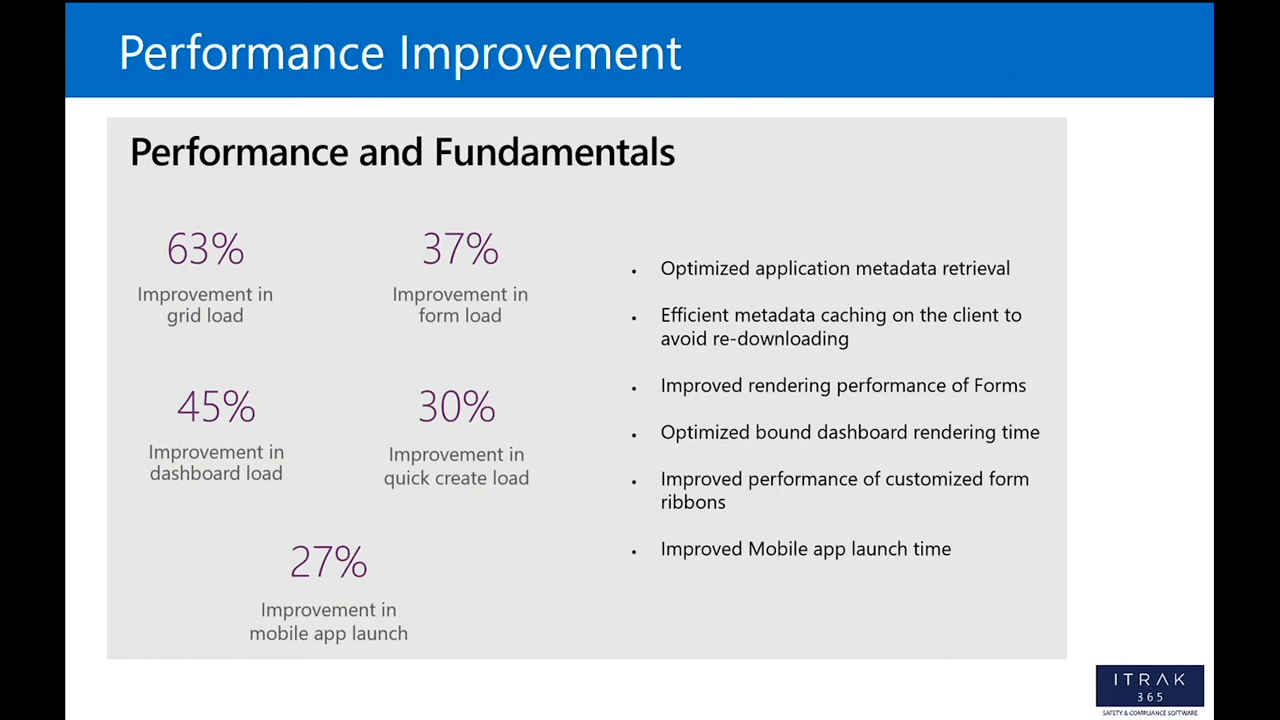 Performance Improvement
Performance and Fundamentals
63%
Improvement in
grid load
37%
Improvement in
form load
45%
Improvement in
dashboard load
30%
Improvement in
quick create load
27%
Improvement in
mobile app launch
• Optimized application metadata retrieval
• Efficient metadata caching on the client to
avoid re-downloading
• Improved rendering performance of Forms
• Optimized bound dashboard rendering time
• Improved performance of customized form
ribbons
• Improved Mobile app launch time
ITRAK
365
SAFETY & COMPLIANCE SOFTWARE